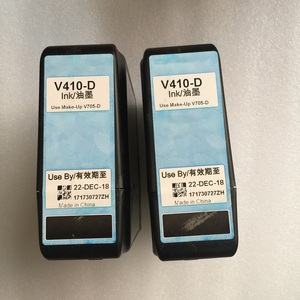 V410-D
Ink/油墨
Use Make-Up V705-D
Use By/有效期至
22-DEC-18
171730727ZH
Made in China
V410-D
Ink/油墨
Use Make-Up V705-D
Use By/有效期至
22-DEC-18
171730727ZH
Made in China